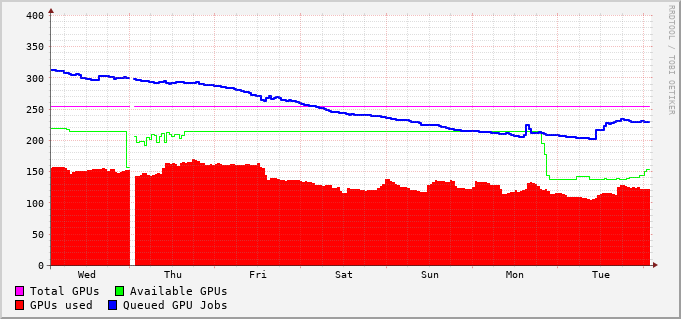 RRDTOOL / TOBI OETIKER
400
350
300
250
200
150
100
50
0
Wed Thu Fri Sat Sun Mon Tue
Total GPUs Available GPUs
GPUs used Queued GPU Jobs